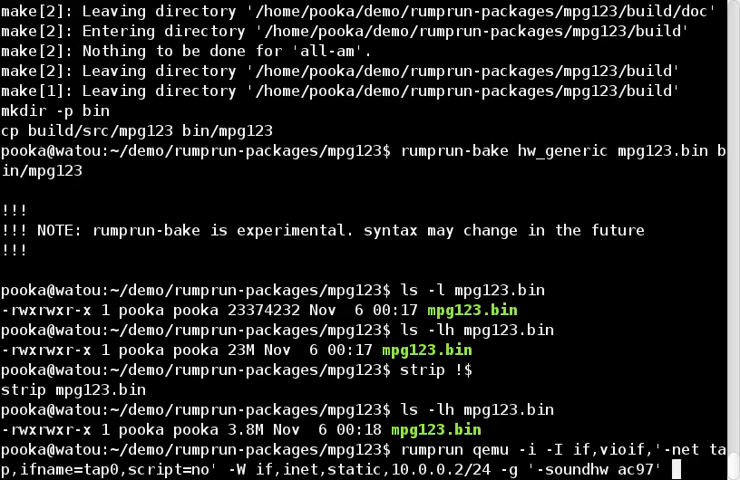 make[2]: Leaving directory '/home/pooka/demo/rumprun-packages/mpg123/build/doc'
make[2]: Entering directory '/home/pooka/demo/rumprun-packages/mpg123/build'
make[2]: Nothing to be done for 'all-am'.
make[2]: Leaving directory '/home/pooka/demo/rumprun-packages/mpg123/build'
make[1]: Leaving directory '/home/pooka/demo/rumprun-packages/mpg123/build'
mkdir -p bin
cp build/src/mpg123 bin/mpg123
pooka@watou:~/demo/rumprun-packages/mpg123$ rumprun-bake hw_generic mpg123.bin b
in/mpg123

!!!
!!! NOTE: rumprun-bake is experimental. syntax may change in the future
!!!

pooka@watou:~/demo/rumprun-packages/mpg123$ ls -l mpg123.bin
-rwxrwxr-x 1 pooka pooka 23374232 Nov  6 00:17 mpg123.bin
pooka@watou:~/demo/rumprun-packages/mpg123$ ls -lh mpg123.bin
-rwxrwxr-x 1 pooka pooka 23M Nov  6 00:17 mpg123.bin
pooka@watou:~/demo/rumprun-packages/mpg123$ strip !$
strip mpg123.bin
pooka@watou:~/demo/rumprun-packages/mpg123$ ls -lh mpg123.bin
-rwxrwxr-x 1 pooka pooka 3.8M Nov  6 00:18 mpg123.bin
pooka@watou:~/demo/rumprun-packages/mpg123$ rumprun qemu -i -I if,vioif,'-net ta
p,ifname=tap0,script=no' -W if,inet,static,10.0.0.2/24 -g '-soundhw ac97'